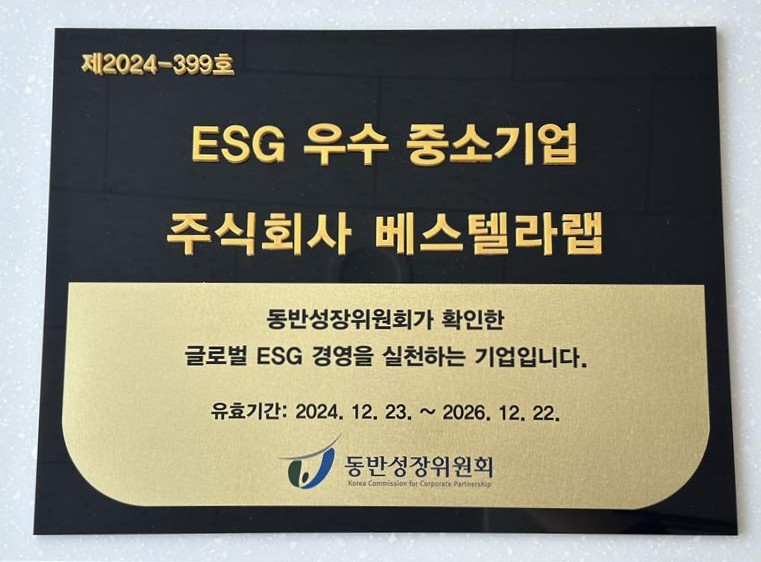 제2024-399호
ESG 우수 중소기업
주식회사 베스텔라랩
동반성장위원회가 확인한
글로벌 ESG 경영을 실천하는 기업입니다.
유효기간: 2024. 12. 23. ~ 2026. 12. 22.
동반성장위원회
Korea Commission for Corporate Partnership